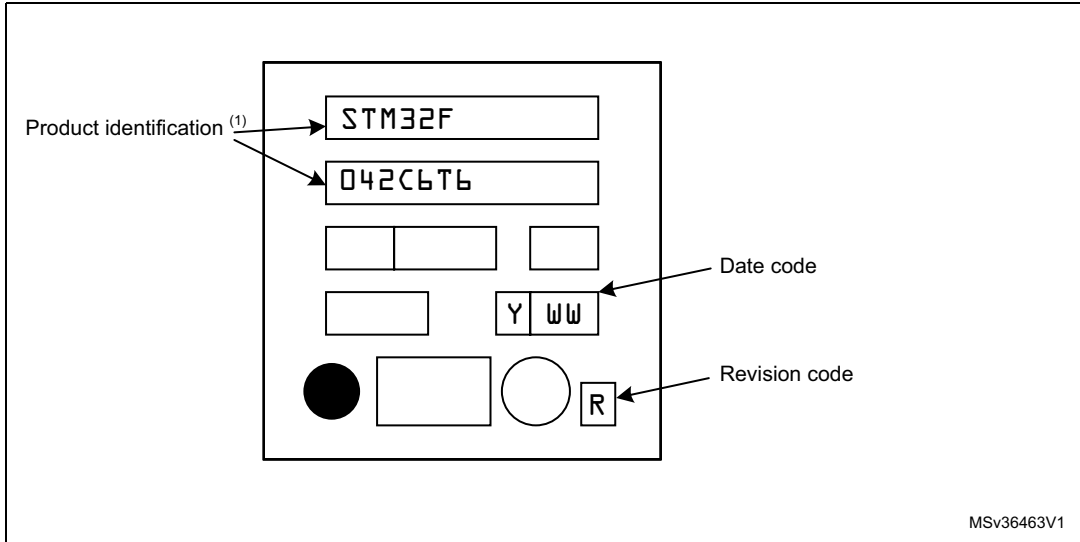 STM32F
Product identification (1)
042C6T6
Date code
Y WW
Revision code
R
MSv36463V1